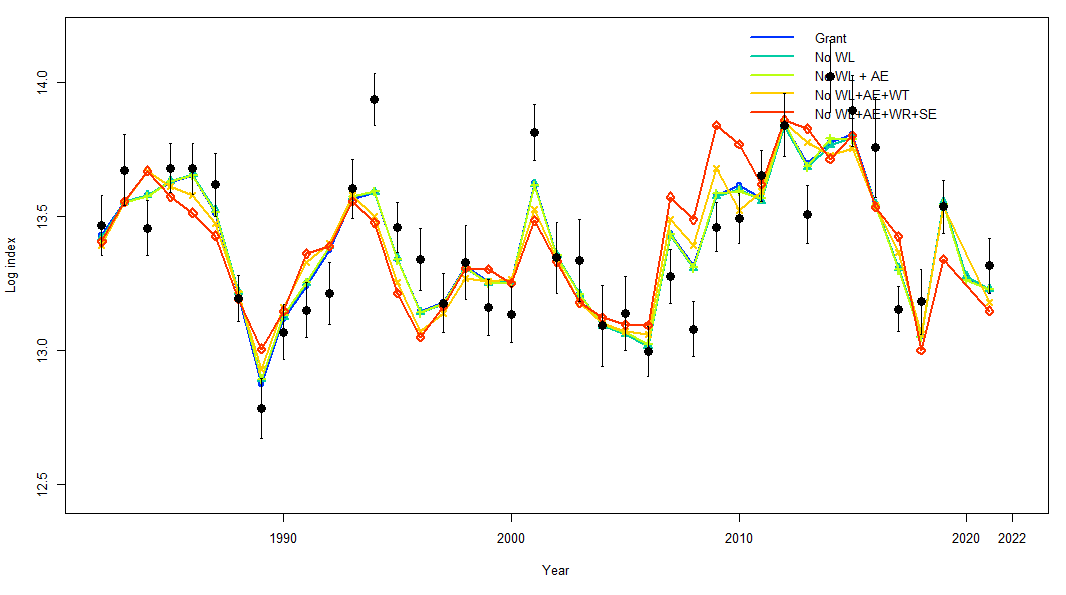 14.0
13.5
13.0
12.5
Log index
Grant
No WL
No WL + AE
No WL+AE+WT
No WL+AE+WR+SE
1990
2000
2010
2020
2022
Year